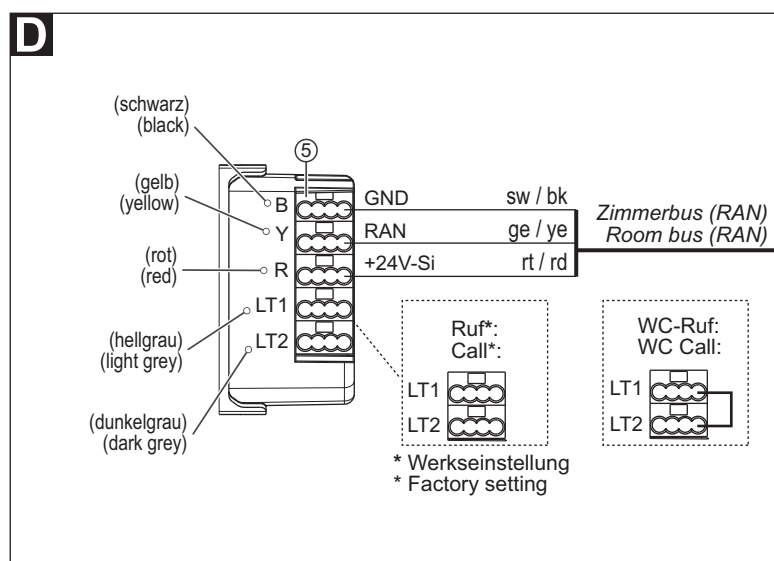 D
(schwarz)
(black)
(gelb)
(yellow)
(rot)
(red)
(hellgrau)
(light grey)
(dunkelgrau)
(dark grey)
5
B
Y
R
LT1
LT2
GND
sw / bk
RAN
ge / ye
+24V-Si
rt / rd
Zimmerbus (RAN)
Room bus (RAN)
Ruf*:
Call*:
LT1
LT2
* Werkseinstellung
* Factory setting
WC-Ruf:
WC Call:
LT1
LT2